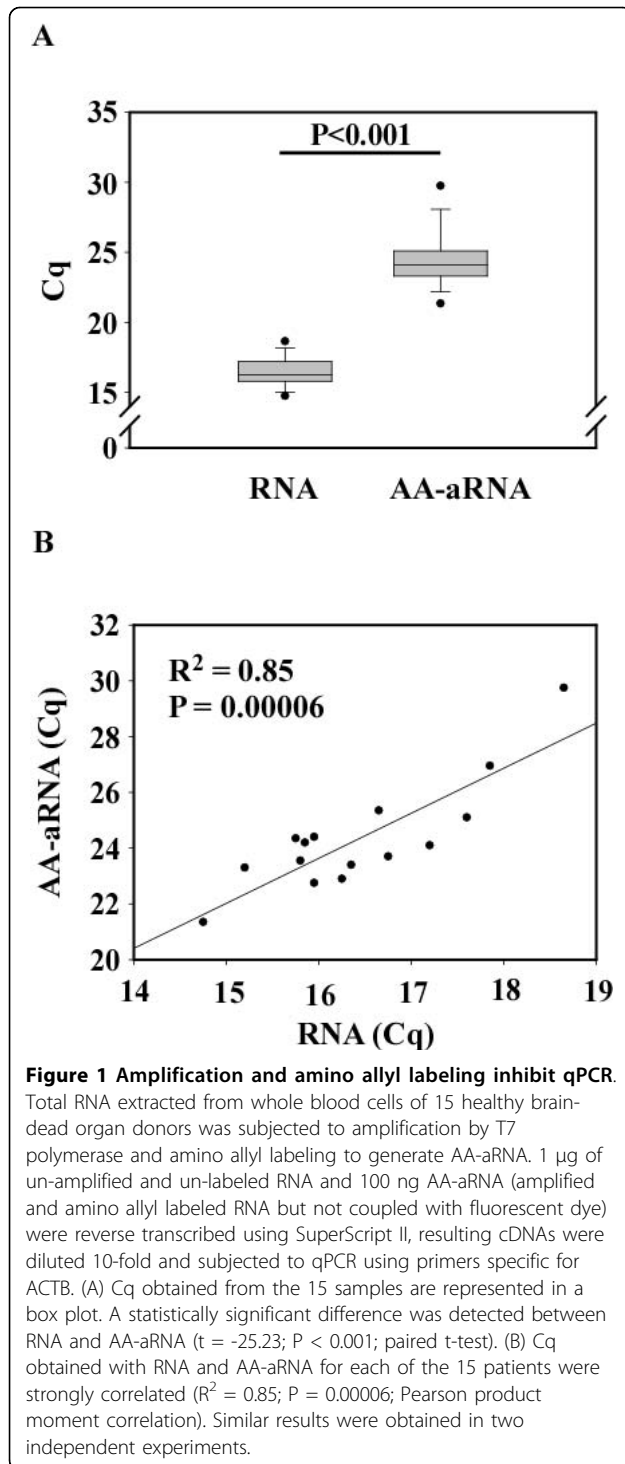 A
35
P<0.001
30
25
Cq
20
15
0
RNA AA-aRNA
B
32
R² = 0.85
30
P = 0.00006
28
AA-aRNA (Cq)
26
24
22
20
14 15 16 17 18 19
RNA (Cq)
Figure 1 Amplification and amino allyl labeling inhibit qPCR.
Total RNA extracted from whole blood cells of 15 healthy brain-
dead organ donors was subjected to amplification by T7
polymerase and amino allyl labeling to generate AA-aRNA. 1 μg of
un-amplified and un-labeled RNA and 100 ng AA-aRNA (amplified
and amino allyl labeled RNA but not coupled with fluorescent dye)
were reverse transcribed using SuperScript II, resulting cDNAs were
diluted 10-fold and subjected to qPCR using primers specific for
ACTB. (A) Cq obtained from the 15 samples are represented in a
box plot. A statistically significant difference was detected between
RNA and AA-aRNA (t = -25.23; P < 0.001; paired t-test). (B) Cq
obtained with RNA and AA-aRNA for each of the 15 patients were
strongly correlated (R² = 0.85; P = 0.00006; Pearson product
moment correlation). Similar results were obtained in two
independent experiments.